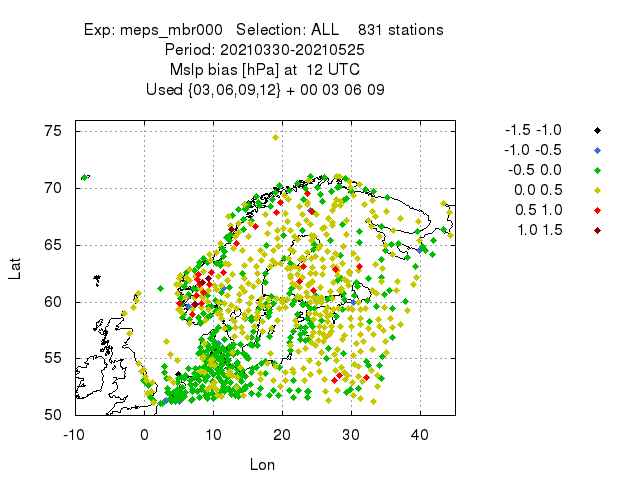 Exp: meps_mbr000 Selection: ALL 831 stations
Period: 20210330-20210525
Mslp bias [hPa] at 12 UTC
Used {03,06,09,12} + 00 03 06 09
75
70
65
60
55
50
Lat
-10 0 10 20 30 40
Lon
-1.5 -1.0
-1.0 -0.5
-0.5 0.0
0.0 0.5
0.5 1.0
1.0 1.5